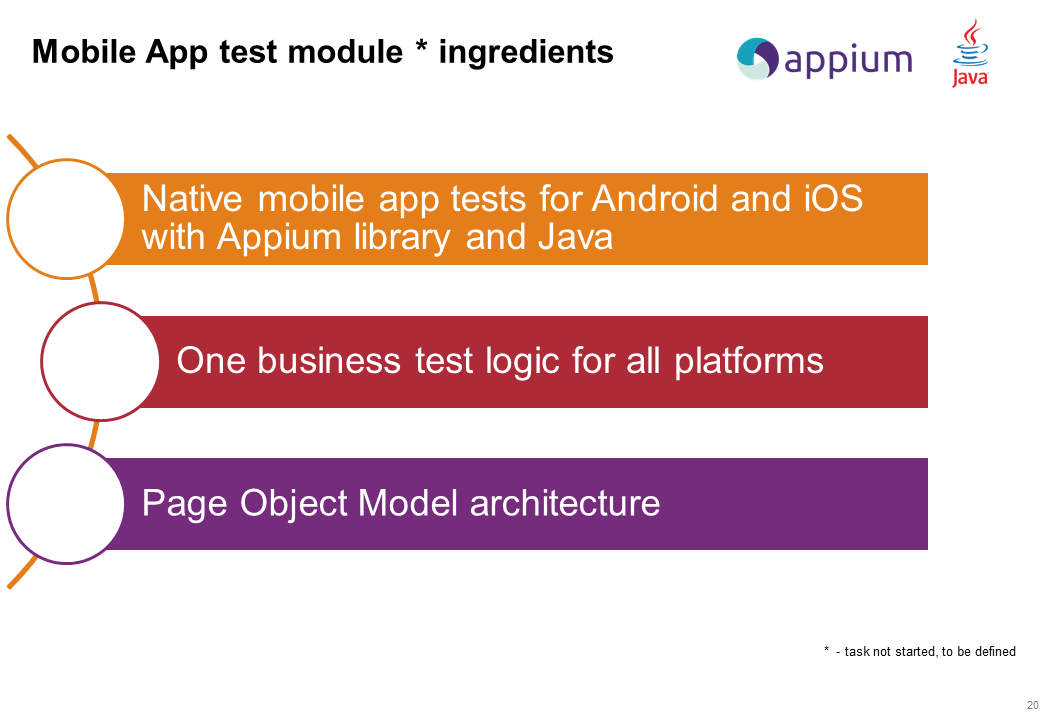 Mobile App test module * ingredients
appium
Java
Native mobile app tests for Android and iOS
with Appium library and Java
One business test logic for all platforms
Page Object Model architecture
* - task not started, to be defined
20